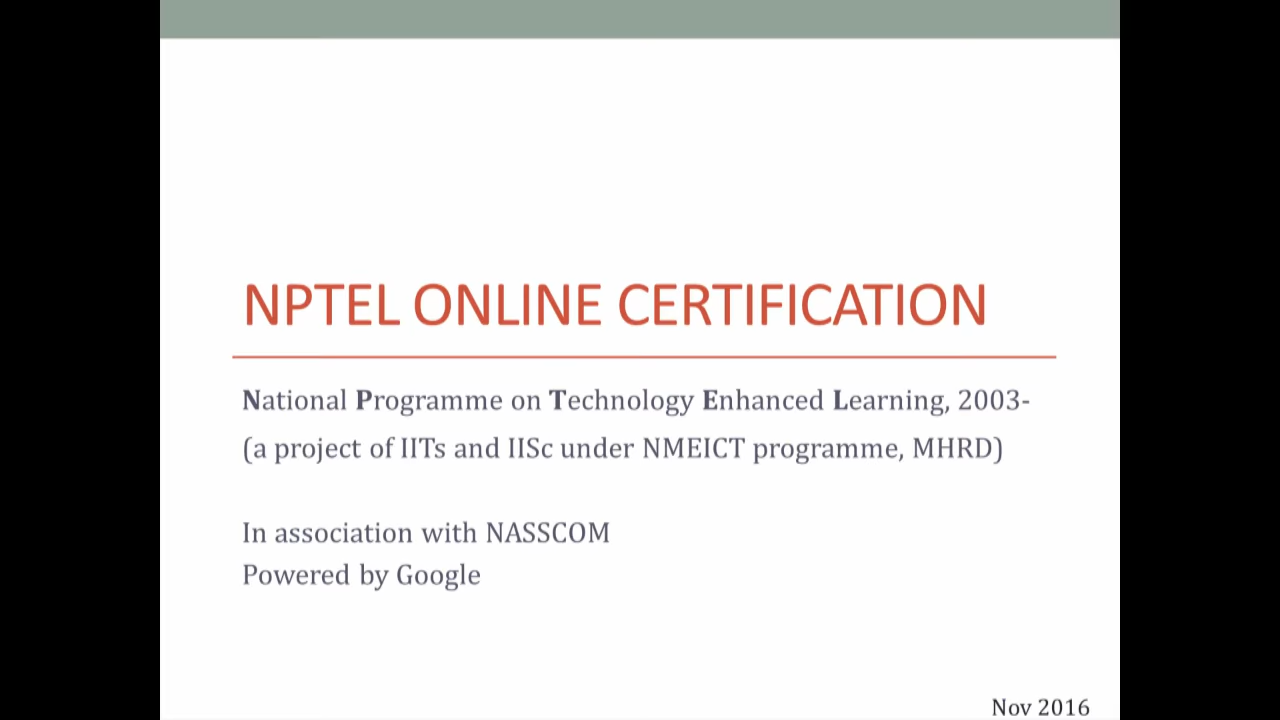 NPTEL ONLINE CERTIFICATION
National Programme on Technology Enhanced Learning, 2003-
(a project of IITs and IISc under NMEICT programme, MHRD)
In association with NASSCOM
Powered by Google
Nov 2016